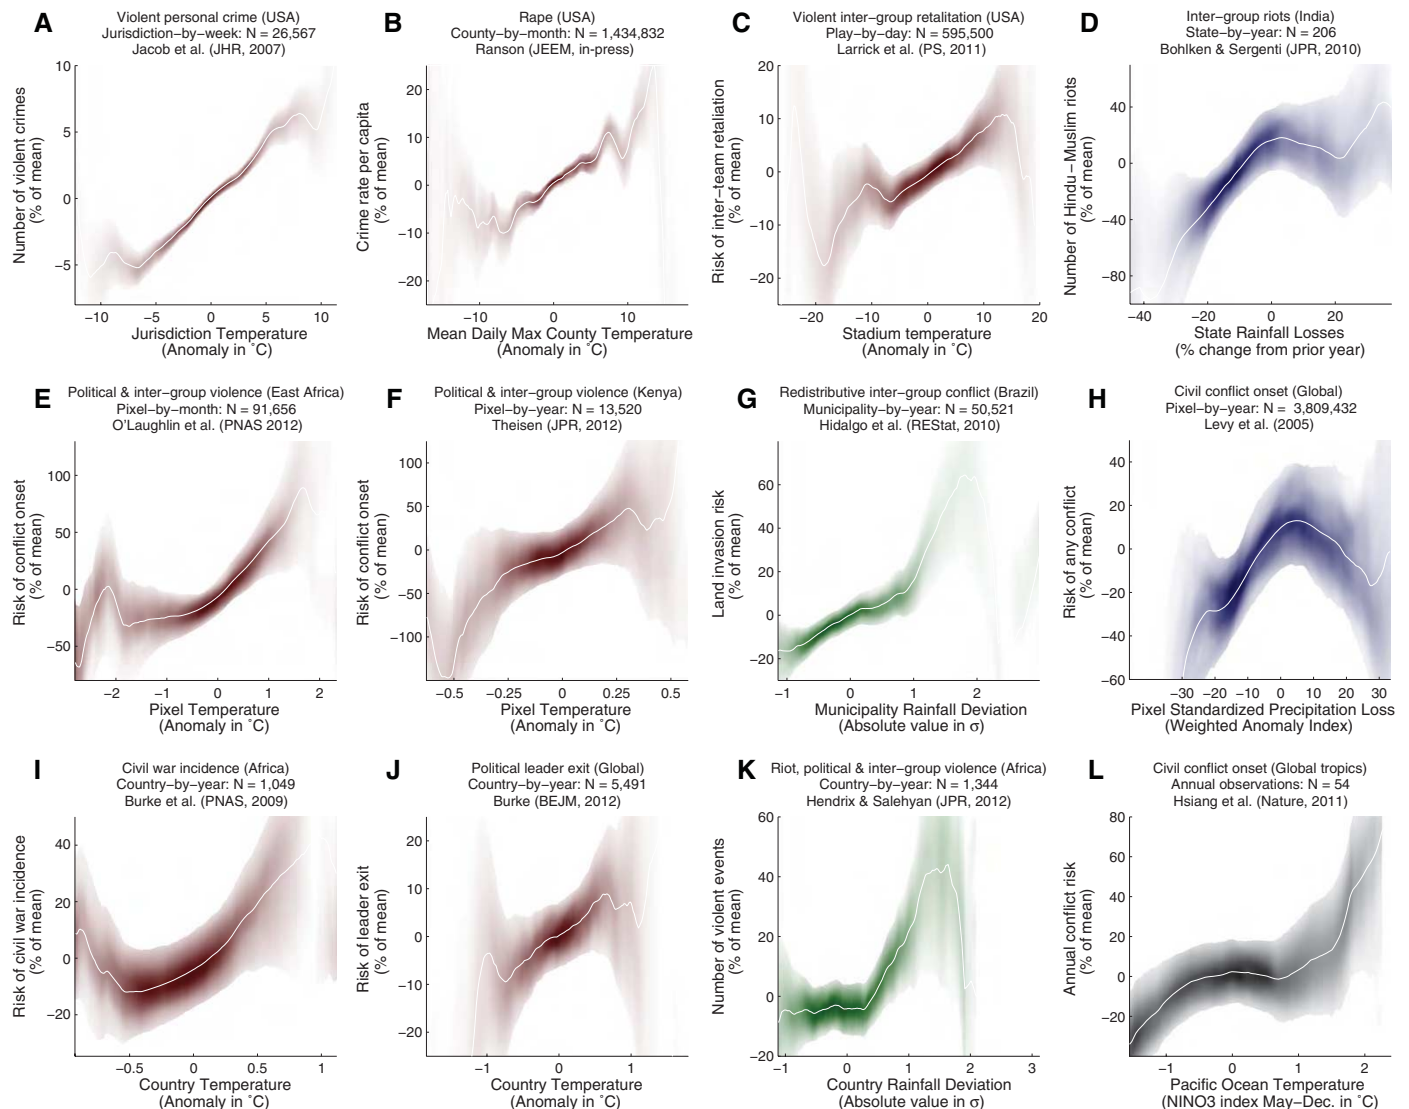 A
Violent personal crime (USA)
Jurisdiction−by−week: N = 26,567
Jacob et al. (JHR, 2007)
Number of violent crimes
(% of mean)
10
5
0
−5
−10 −5 0 5 10
Jurisdiction Temperature
(Anomaly in ˚C)
B
Rape (USA)
County−by−month: N = 1,434,832
Ranson (JEEM, in-press)
Crime rate per capita
(% of mean)
20
10
0
−10
−20
−10 0 10
Mean Daily Max County Temperature
(Anomaly in ˚C)
C
Violent inter−group retalitation (USA)
Play−by−day: N = 595,500
Larrick et al. (PS, 2011)
Risk of inter−team retaliation
(% of mean)
20
10
0
−10
−20
−20 −10 0 10 20
Stadium temperature
(Anomaly in ˚C)
D
Inter−group riots (India)
State−by−year: N = 206
Bohlken & Sergenti (JPR, 2010)
Number of Hindu−Muslim riots
(% of mean)
40
0
−40
−80
−40 −20 0 20
State Rainfall Losses
(% change from prior year)
E
Political & inter−group violence (East Africa)
Pixel−by−month: N = 91,656
O'Laughlin et al. (PNAS 2012)
Risk of conflict onset
(% of mean)
100
50
0
−50
−2 −1 0 1 2
Pixel Temperature
(Anomaly in ˚C)
F
Political & inter−group violence (Kenya)
Pixel−by−year: N = 13,520
Theisen (JPR, 2012)
Risk of conflict onset
(% of mean)
100
50
0
−50
−100
−0.5 −0.25 0 0.25 0.5
Pixel Temperature
(Anomaly in ˚C)
G
Redistributive inter−group conflict (Brazil)
Municipality−by−year: N = 50,521
Hidalgo et al. (REStat, 2010)
Land invasion risk
(% of mean)
60
40
20
0
−20
−1 0 1 2
Municipality Rainfall Deviation
(Absolute value in σ)
H
Civil conflict onset (Global)
Pixel−by−year: N = 3,809,432
Levy et al. (2005)
Risk of any conflict
(% of mean)
40
20
0
−20
−40
−60
−30 −20 −10 0 10 20 30
Pixel Standardized Precipitation Loss
(Weighted Anomaly Index)
I
Civil war incidence (Africa)
Country−by−year: N = 1,049
Burke et al. (PNAS, 2009)
Risk of civil war incidence
(% of mean)
40
20
0
−20
−0.5 0 0.5 1
Country Temperature
(Anomaly in ˚C)
J
Political leader exit (Global)
Country−by−year: N = 5,491
Burke (BEJM, 2012)
Risk of leader exit
(% of mean)
20
10
0
−10
−20
−1 0 1
Country Temperature
(Anomaly in ˚C)
K
Riot, political & inter−group violence (Africa)
Country−by−year: N = 1,344
Hendrix & Salehyan (JPR, 2012)
Number of violent events
(% of mean)
60
40
20
0
−20
−1 0 1 2 3
Country Rainfall Deviation
(Absolute value in σ)
L
Civil conflict onset (Global tropics)
Annual observations: N = 54
Hsiang et al. (Nature, 2011)
Annual conflict risk
(% of mean)
80
60
40
20
0
−20
−1 0 1 2
Pacific Ocean Temperature
(NINO3 index May−Dec. in ˚C)